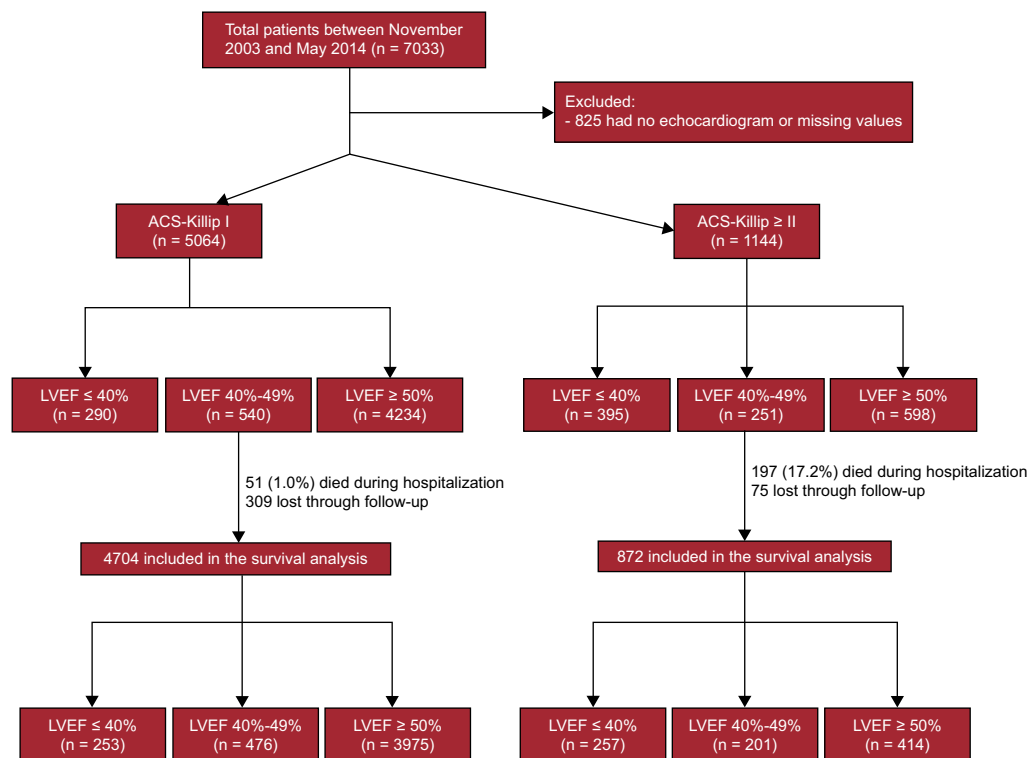 Total patients between November
2003 and May 2014 (n = 7033)
Excluded:
- 825 had no echocardiogram or missing values
ACS-Killip I
(n = 5064)
ACS-Killip ≥ II
(n = 1144)
LVEF ≤ 40%
(n = 290)
LVEF 40%-49%
(n = 540)
LVEF ≥ 50%
(n = 4234)
LVEF ≤ 40%
(n = 395)
LVEF 40%-49%
(n = 251)
LVEF ≥ 50%
(n = 598)
51 (1.0%) died during hospitalization
309 lost through follow-up
197 (17.2%) died during hospitalization
75 lost through follow-up
4704 included in the survival analysis
872 included in the survival analysis
LVEF ≤ 40%
(n = 253)
LVEF 40%-49%
(n = 476)
LVEF ≥ 50%
(n = 3975)
LVEF ≤ 40%
(n = 257)
LVEF 40%-49%
(n = 201)
LVEF ≥ 50%
(n = 414)